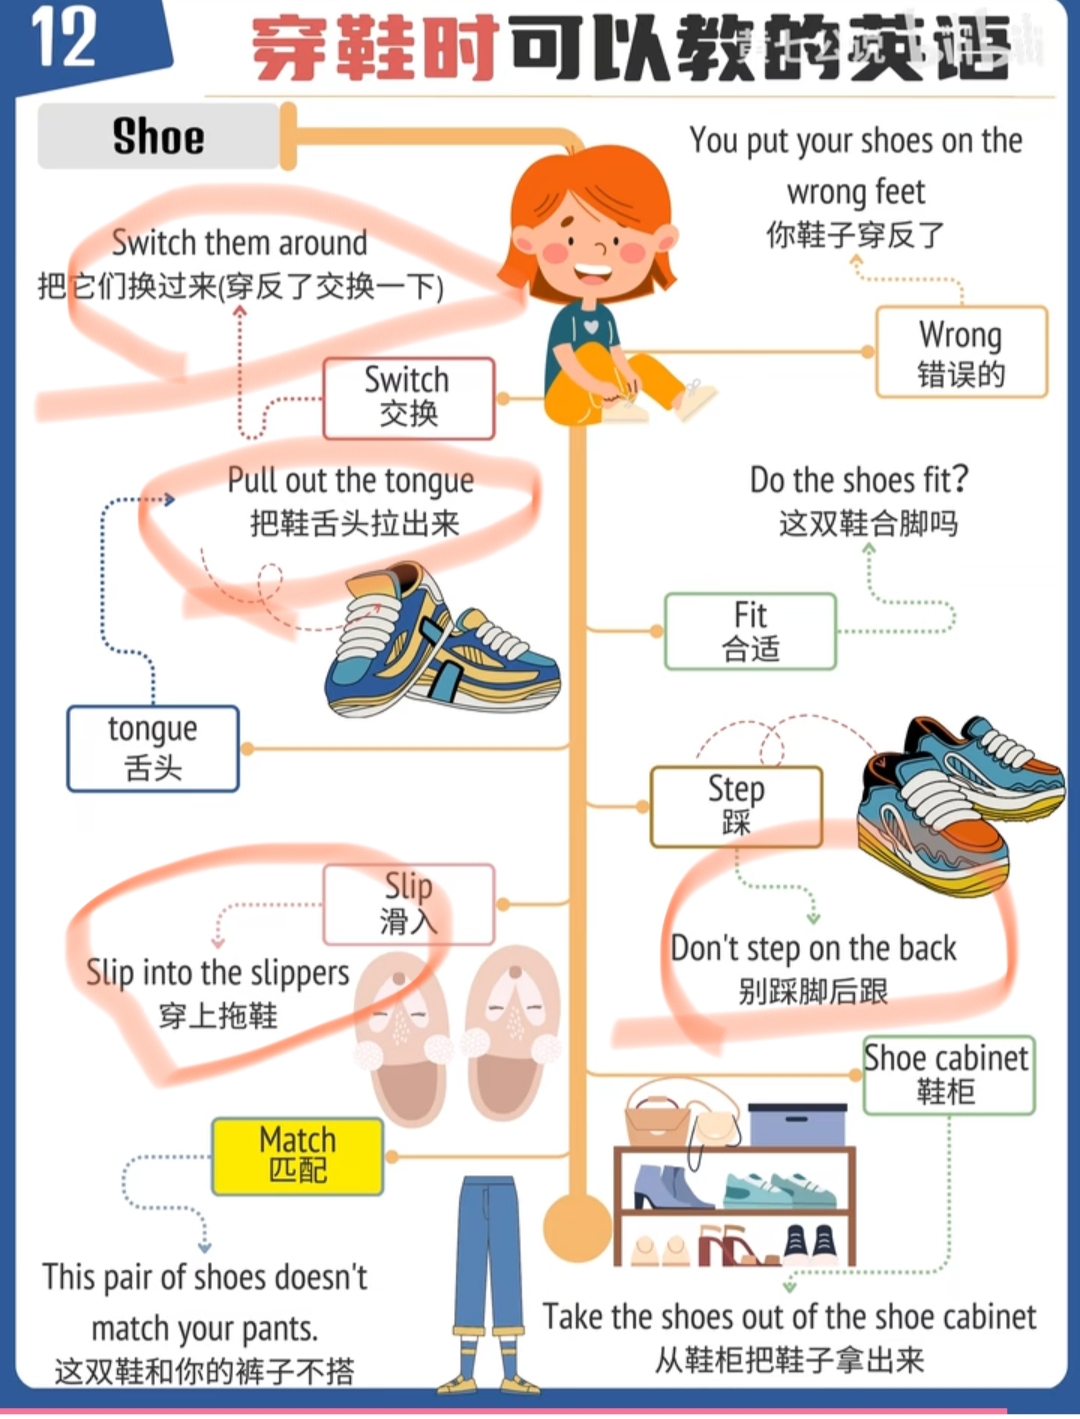 12
穿鞋时可以教的英语
Shoe
You put your shoes on the
wrong feet
你鞋子穿反了
Switch them around
把它们换过来(穿反了交换一下)
Wrong
错误的
Switch
交换
Pull out the tongue
把鞋舌头拉出来
Do the shoes fit?
这双鞋合脚吗
Fit
合适
tongue
舌头
Step
踩
Slip
滑入
Don't step on the back
别踩脚后跟
Slip into the slippers
穿上拖鞋
Shoe cabinet
鞋柜
Match
匹配
This pair of shoes doesn't
match your pants.
这双鞋和你的裤子不搭
Take the shoes out of the shoe cabinet
从鞋柜把鞋子拿出来